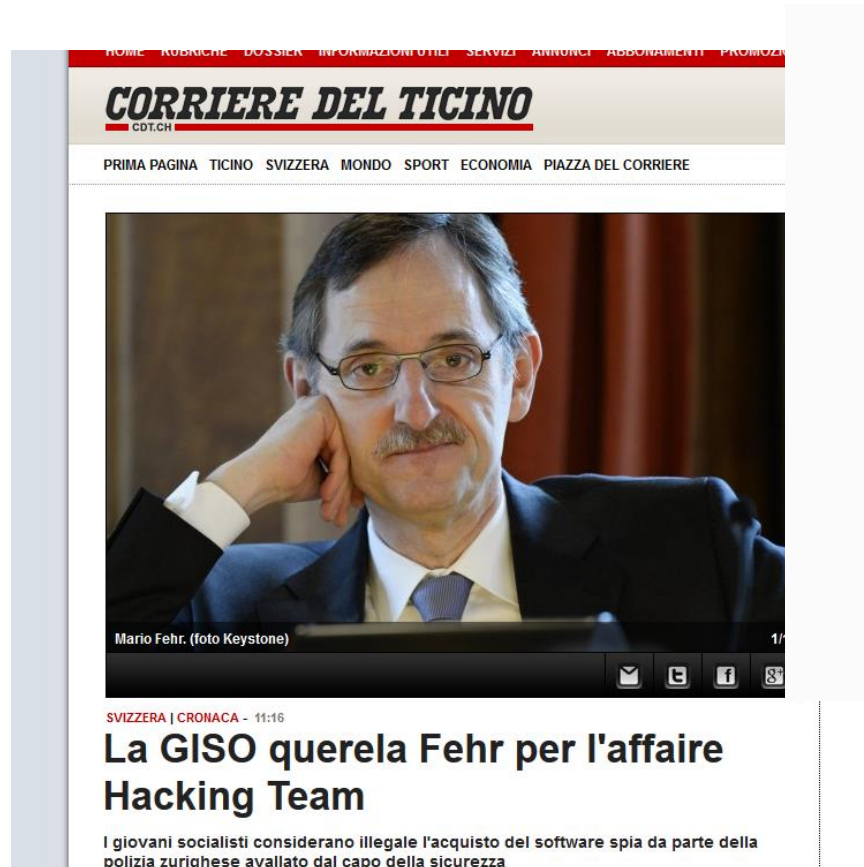 HOME RUBRICHE DOSSIER INFORMAZIONI UTILI SERVIZI ANNUNCI ABBONAMENTI
CORRIERE DEL TICINO
CDT.CH
PRIMA PAGINA TICINO SVIZZERA MONDO SPORT ECONOMIA PIAZZA DEL CORRIERE
Mario Fehr. (foto Keystone)
SVIZZERA | CRONACA - 11:16
La GISO querela Fehr per l'affaire
Hacking Team
I giovani socialisti considerano illegale l'acquisto del software spia da parte della
polizia zurighese avallato dal capo della sicurezza